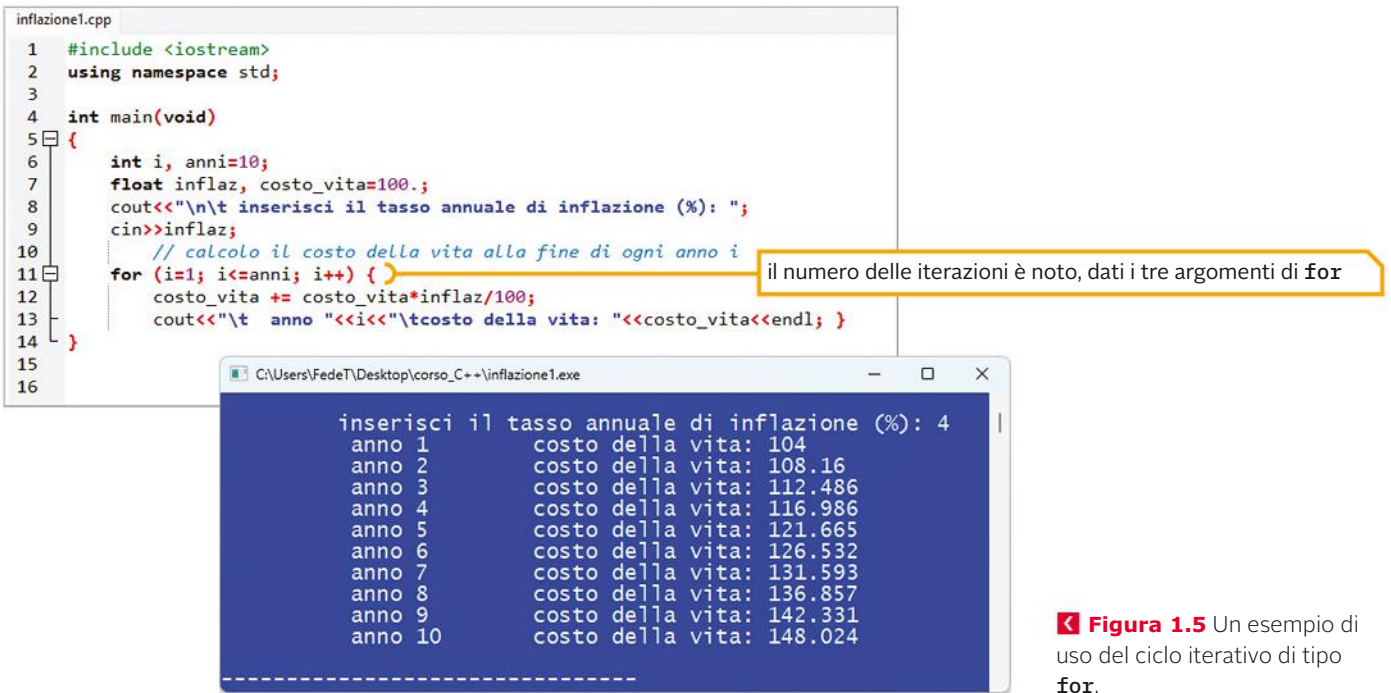 inflazione1.cpp
1 #include <iostream>
2 using namespace std;
3
4 int main(void)
5 {
6 int i, anni=10;
7 float inflaz, costo_vita=100.;
8 cout<<"\n\t inserisci il tasso annuale di inflazione (%): ";
9 cin>>inflaz;
10 // calcolo il costo della vita alla fine di ogni anno i
11 for (i=1; i<=anni; i++) {
12 costo_vita += costo_vita*inflaz/100;
13 cout<<"\t  anno "<<i<<"\tcosto della vita: "<<costo_vita<<endl; }
14 }
15
16
il numero delle iterazioni è noto, dati i tre argomenti di for
C:\Users\FedeT\Desktop\corso_C++\inflazione1.exe
inserisci il tasso annuale di inflazione (%): 4
anno 1 costo della vita: 104
anno 2 costo della vita: 108.16
anno 3 costo della vita: 112.486
anno 4 costo della vita: 116.986
anno 5 costo della vita: 121.665
anno 6 costo della vita: 126.532
anno 7 costo della vita: 131.593
anno 8 costo della vita: 136.857
anno 9 costo della vita: 142.331
anno 10 costo della vita: 148.024
--------------------------------
Figura 1.5 Un esempio di
uso del ciclo iterativo di tipo
for.